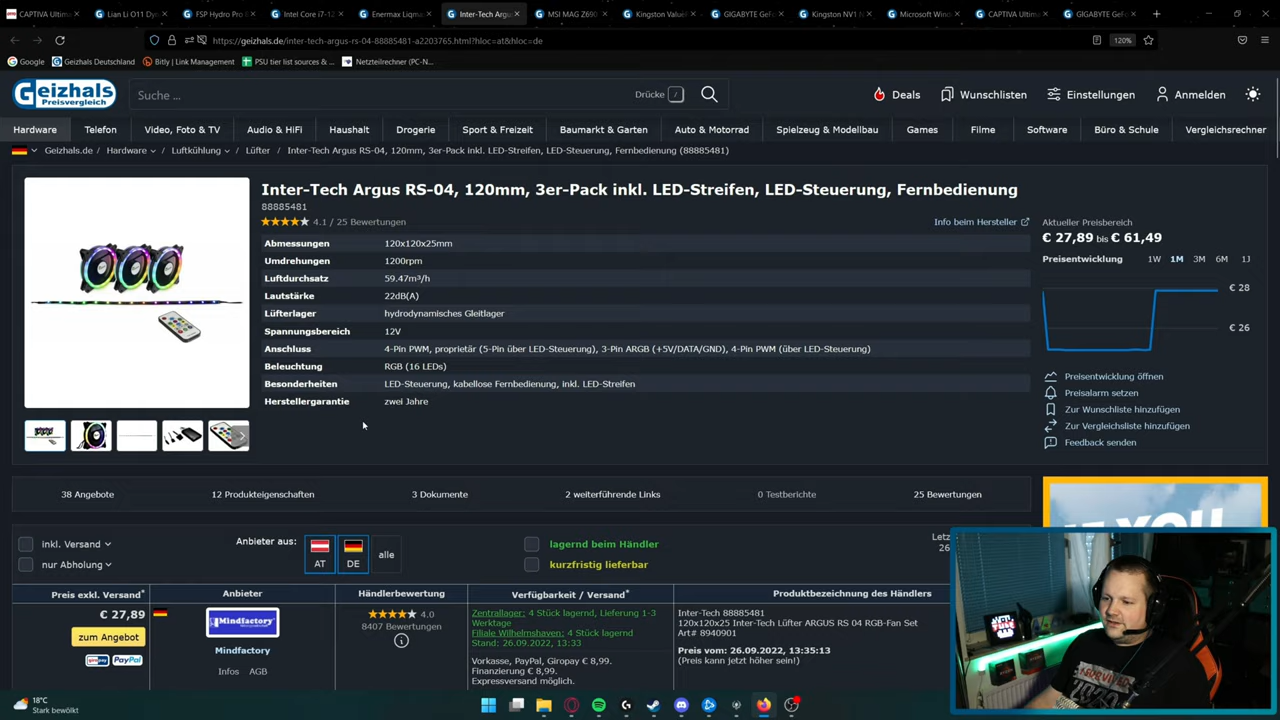 CAPTIVA Ultima
Lian Li O11 Dyn
FSP Hydro Pro E
Intel Core i7-12
Enermax Liqma
Inter-Tech Argu
MSI MAG Z690
Kingston ValueR
GIGABYTE GeFo
Kingston NV1 N
Microsoft Wind
CAPTIVA Ultima
GIGABYTE GeFo
https://geizhals.de/inter-tech-argus-rs-04-88885481-a2203765.html?hloc=at&hloc=de
120%
Google
Geizhals Deutschland
Bitly | Link Management
PSU tier list sources & ...
Netzteilrechner (PC-N...
Geizhals
Preisvergleich
Suche ...
Drücke /
Deals
Wunschlisten
Einstellungen
Anmelden
Hardware
Telefon
Video, Foto & TV
Audio & HiFi
Haushalt
Drogerie
Sport & Freizeit
Baumarkt & Garten
Auto & Motorrad
Spielzeug & Modellbau
Games
Filme
Software
Büro & Schule
Vergleichsrechner
Geizhals.de / Hardware / Luftkühlung / Lüfter / Inter-Tech Argus RS-04, 120mm, 3er-Pack inkl. LED-Streifen, LED-Steuerung, Fernbedienung (88885481)
Inter-Tech Argus RS-04, 120mm, 3er-Pack inkl. LED-Streifen, LED-Steuerung, Fernbedienung
88885481
4.1 / 25 Bewertungen
Info beim Hersteller
Abmessungen 120x120x25mm
Umdrehungen 1200rpm
Luftdurchsatz 59.47m³/h
Lautstärke 22dB(A)
Lüfterlager hydrodynamisches Gleitlager
Spannungsbereich 12V
Anschluss 4-Pin PWM, proprietär (5-Pin über LED-Steuerung), 3-Pin ARGB (+5V/DATA/GND), 4-Pin PWM (über LED-Steuerung)
Beleuchtung RGB (16 LEDs)
Besonderheiten LED-Steuerung, kabellose Fernbedienung, inkl. LED-Streifen
Herstellergarantie zwei Jahre
Aktueller Preisbereich
€ 27,89 bis € 61,49
Preisentwicklung 1W 1M 3M 6M 1J
€ 28
€ 26
Preisentwicklung öffnen
Preisalarm setzen
Zur Wunschliste hinzufügen
Zur Vergleichsliste hinzufügen
Feedback senden
38 Angebote
12 Produkteigenschaften
3 Dokumente
2 weiterführende Links
0 Testberichte
25 Bewertungen
inkl. Versand
nur Abholung
Anbieter aus:
AT
DE
alle
lagernd beim Händler
kurzfristig lieferbar
Letz
26
Preis exkl. Versand*
Anbieter
Händlerbewertung
Verfügbarkeit / Versand*
Produktbezeichnung des Händlers
€ 27,89
zum Angebot
giropay
PayPal
Mindfactory
Mindfactory
Infos AGB
4.0
8407 Bewertungen
Zentrallager: 4 Stück lagernd, Lieferung 1-3
Werktage
Filiale Wilhelmshaven: 4 Stück lagernd
Stand: 26.09.2022, 13:33
Vorkasse, PayPal, Giropay € 8,99.
Finanzierung € 8,99.
Expressversand möglich.
Inter-Tech 88885481
120x120x25 Inter-Tech Lüfter ARGUS RS 04 RGB-Fan Set
Art# 8940901
Preis vom: 26.09.2022, 13:35:13
(Preis kann jetzt höher sein!)
18°C
Stark bewölkt